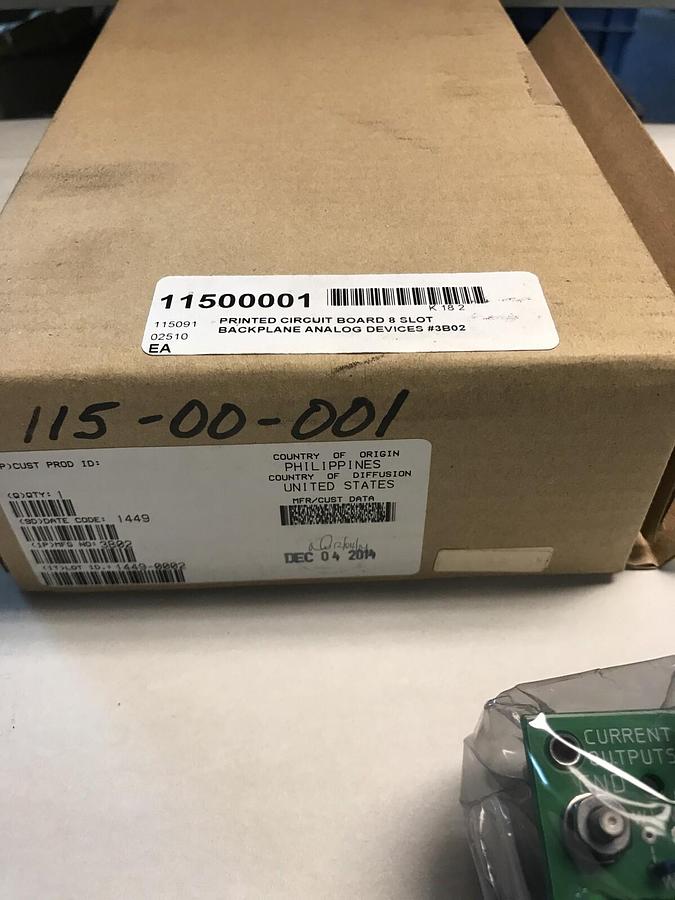 11500001
K 18 2
115091 PRINTED CIRCUIT BOARD 8 SLOT
02510 BACKPLANE ANALOG DEVICES #3B02
EA
115-00-001
P)CUST PROD ID:
(Q)QTY: 1
(9D)DATE CODE: 1449
(1P)MFG NO: 3B02
(1T)LOT ID.: 1449-0002
COUNTRY OF ORIGIN
PHILIPPINES
COUNTRY OF DIFFUSION
UNITED STATES
MFR/CUST DATA
DEC 04 2014
CURRENT
OUTPUTS
GND